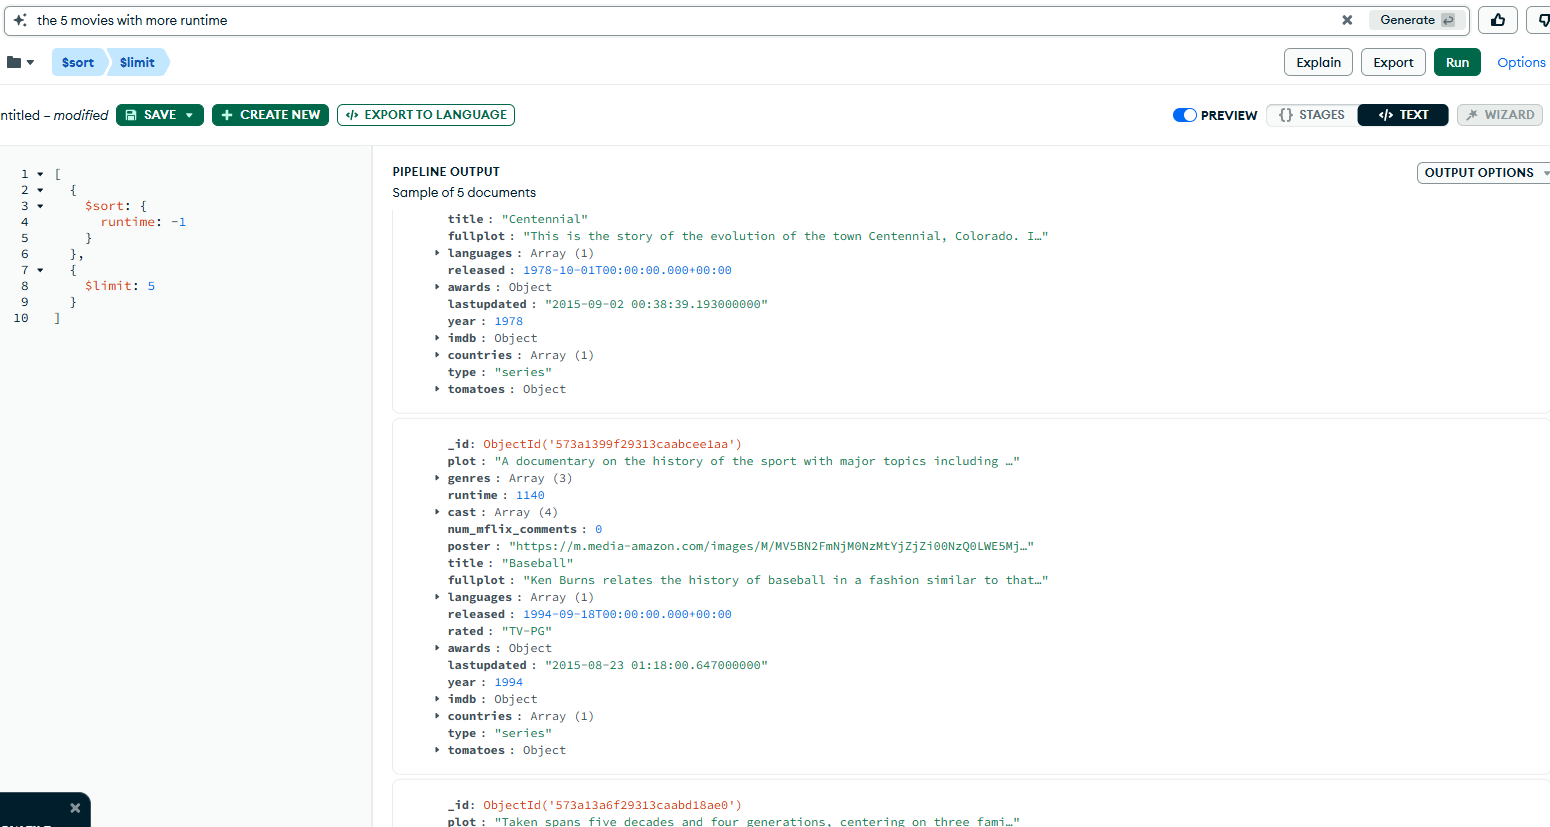 the 5 movies with more runtime
Generate
$sort $limit
Explain Export Run Options
ntitled – modified SAVE CREATE NEW </> EXPORT TO LANGUAGE
PREVIEW {} STAGES </> TEXT WIZARD
PIPELINE OUTPUT
OUTPUT OPTIONS
Sample of 5 documents
1 [
2 {
3 $sort: {
4 runtime: -1
5 }
6 },
7 {
8 $limit: 5
9 }
10 ]
title : "Centennial"
fullplot : "This is the story of the evolution of the town Centennial, Colorado. I…"
languages : Array (1)
released : 1978-10-01T00:00:00.000+00:00
awards : Object
lastupdated : "2015-09-02 00:38:39.193000000"
year : 1978
imdb : Object
countries : Array (1)
type : "series"
tomatoes : Object
_id: ObjectId('573a1399f29313caabcee1aa')
plot : "A documentary on the history of the sport with major topics including …"
genres : Array (3)
runtime : 1140
cast : Array (4)
num_mflix_comments : 0
poster : "https://m.media-amazon.com/images/M/MV5BN2FmNjM0NzMtYjZjZi00NzQ0LWE5Mj…"
title : "Baseball"
fullplot : "Ken Burns relates the history of baseball in a fashion similar to that…"
languages : Array (1)
released : 1994-09-18T00:00:00.000+00:00
rated : "TV-PG"
awards : Object
lastupdated : "2015-08-23 01:18:00.647000000"
year : 1994
imdb : Object
countries : Array (1)
type : "series"
tomatoes : Object
_id: ObjectId('573a13a6f29313caabd18ae0')
plot : "Taken spans five decades and four generations, centering on three fami…"